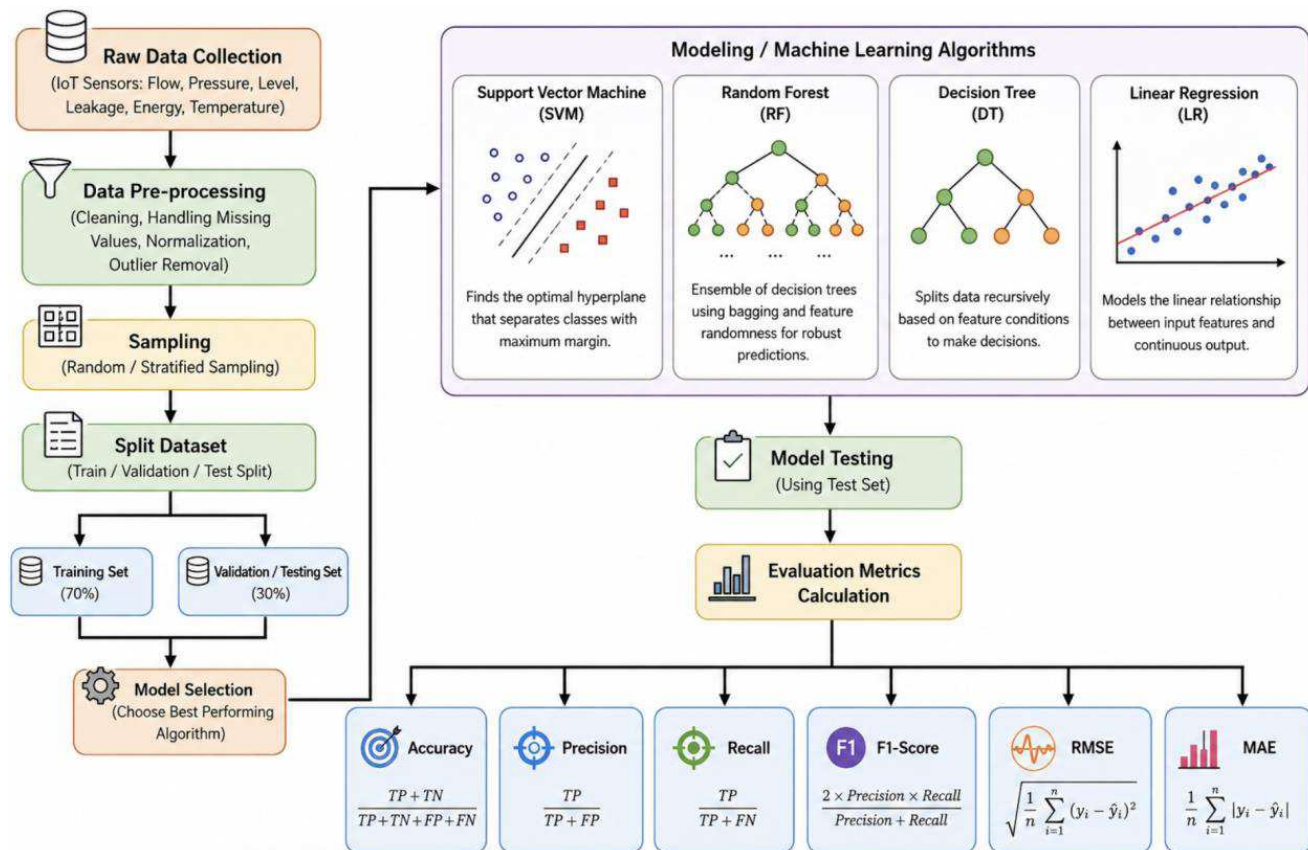 Raw Data Collection
(IoT Sensors: Flow, Pressure, Level,
Leakage, Energy, Temperature)
Data Pre-processing
(Cleaning, Handling Missing
Values, Normalization,
Outlier Removal)
Sampling
(Random / Stratified Sampling)
Split Dataset
(Train / Validation / Test Split)
Training Set
(70%)
Validation / Testing Set
(30%)
Model Selection
(Choose Best Performing
Algorithm)
Modeling / Machine Learning Algorithms
Support Vector Machine
(SVM)
Finds the optimal hyperplane
that separates classes with
maximum margin.
Random Forest
(RF)
... ... ...
Ensemble of decision trees
using bagging and feature
randomness for robust
predictions.
Decision Tree
(DT)
Splits data recursively
based on feature conditions
to make decisions.
Linear Regression
(LR)
Models the linear relationship
between input features and
continuous output.
Model Testing
(Using Test Set)
Evaluation Metrics
Calculation
Accuracy
TP + TN
TP+TN+FP+FN
Precision
TP
TP + FP
Recall
TP
TP + FN
F1
F1-Score
2 × Precision × Recall
Precision + Recall
RMSE
√ 1/n ∑ i=1 n (yᵢ − ŷᵢ)²
MAE
1/n ∑ i=1 n |yᵢ − ŷᵢ|